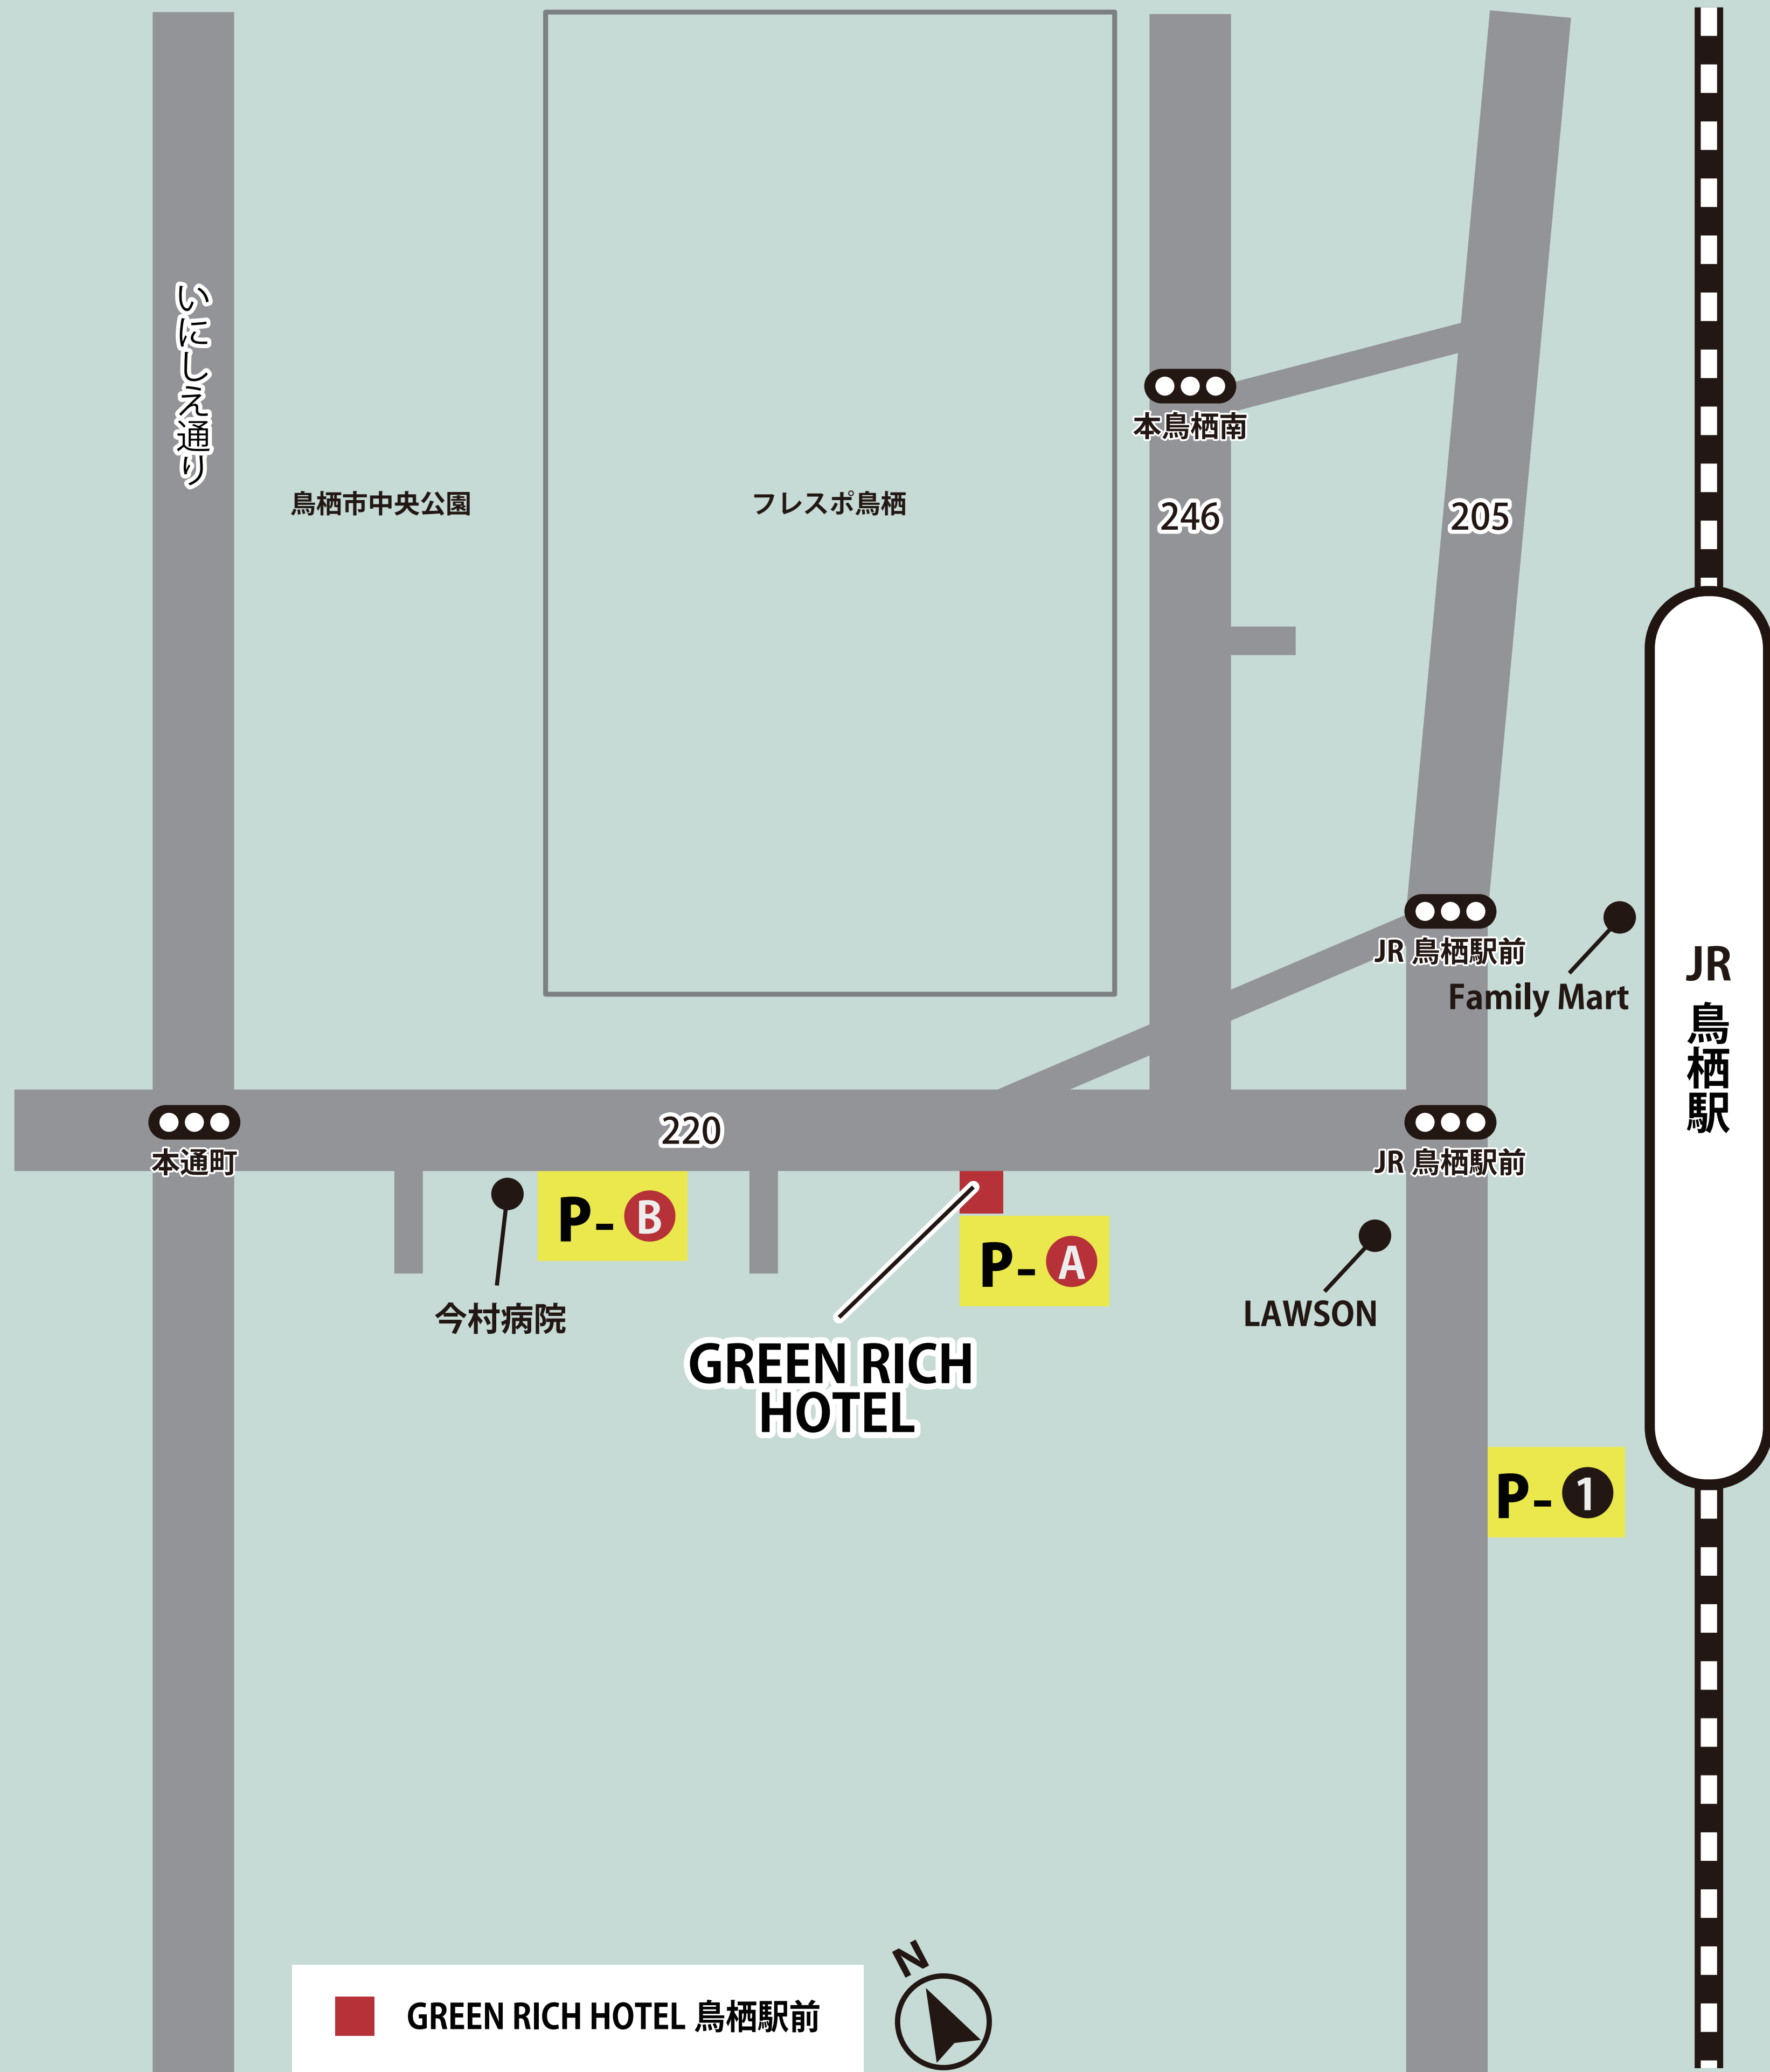 いにしえ通り
鳥栖市中央公園
フレスポ鳥栖
本鳥栖南
246
205
JR 鳥栖駅前
Family Mart
JR
鳥栖駅
220
本通町
JR 鳥栖駅前
P-B
P-A
今村病院
LAWSON
GREEN RICH
HOTEL
P-1
N
GREEN RICH HOTEL 鳥栖駅前